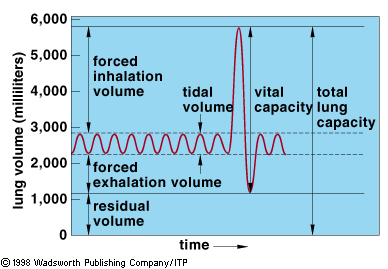 lung volume (milliliters)
6,000
5,000
4,000
3,000
2,000
1,000
0
forced
inhalation
volume
tidal
volume
vital
capacity
total
lung
capacity
forced
exhalation volume
residual
volume
time
© 1998 Wadsworth Publishing Company/ITP